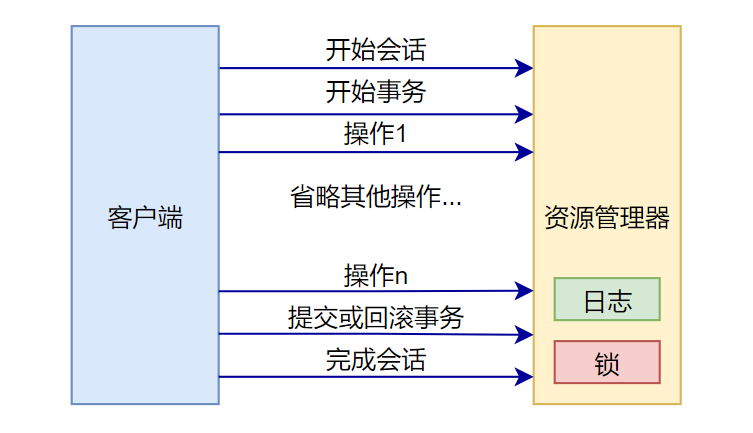 开始会话
开始事务
操作1
省略其他操作...
客户端
资源管理器
操作n
日志
提交或回滚事务
完成会话
锁